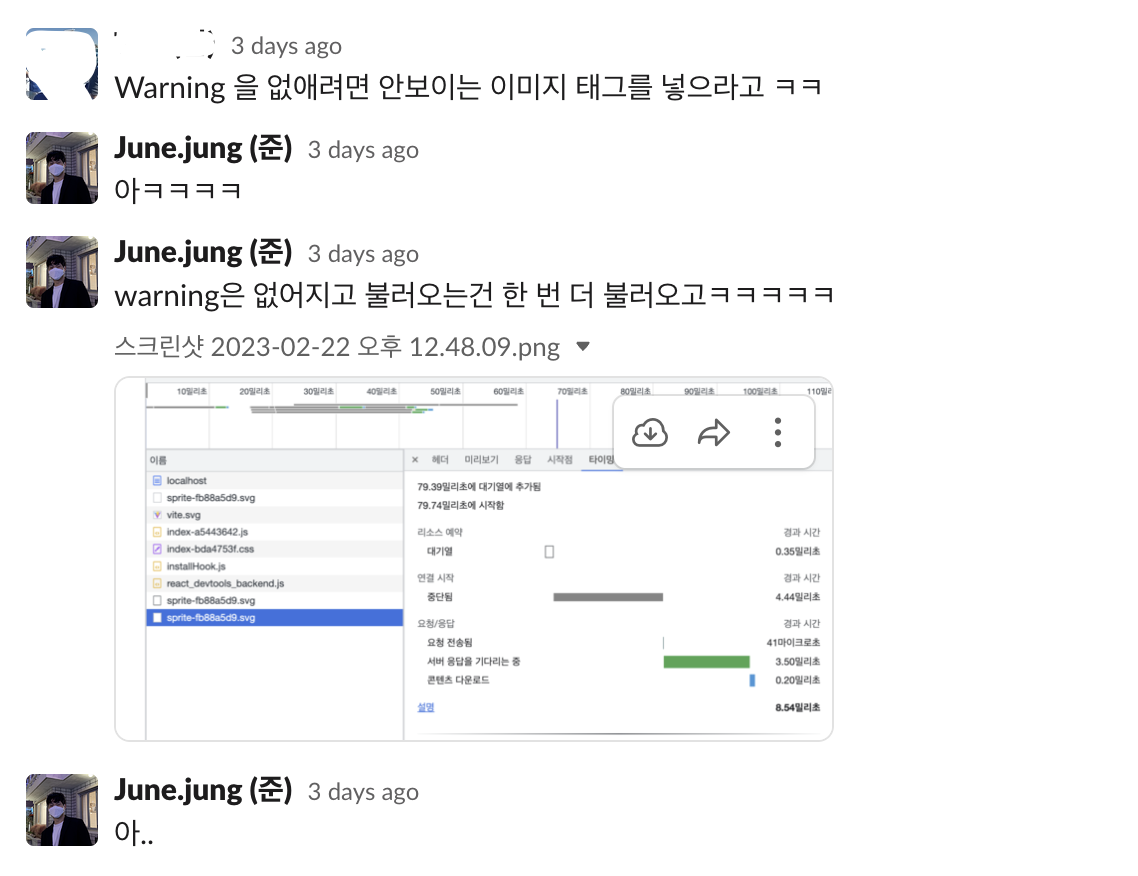 3 days ago
Warning 을 없애려면 안보이는 이미지 태그를 넣으라고 ㅋㅋ
June.jung (준) 3 days ago
아ㅋㅋㅋㅋ
June.jung (준) 3 days ago
warning은 없어지고 불러오는건 한 번 더 불러오고ㅋㅋㅋㅋㅋ
스크린샷 2023-02-22 오후 12.48.09.png
10밀리초 20밀리초 30밀리초 40밀리초 50밀리초 60밀리초 70밀리초 80밀리초 90밀리초 100밀리초
이름
× 헤더 미리보기 응답 시작점
localhost
sprite-fb88a5d9.svg
vite.svg
index-a5443642.js
index-bda4753f.css
installHook.js
react_devtools_backend.js
sprite-fb88a5d9.svg
sprite-fb88a5d9.svg
79.39밀리초에 대기열에 추가됨
79.74밀리초에 시작함
리소스 예약 경과 시간
대기열 0.35밀리초
연결 시작 경과 시간
중단됨 4.44밀리초
요청/응답 경과 시간
요청 전송됨 41마이크로초
서버 응답을 기다리는 중 3.50밀리초
콘텐츠 다운로드 0.20밀리초
설명 8.54밀리초
June.jung (준) 3 days ago
아..